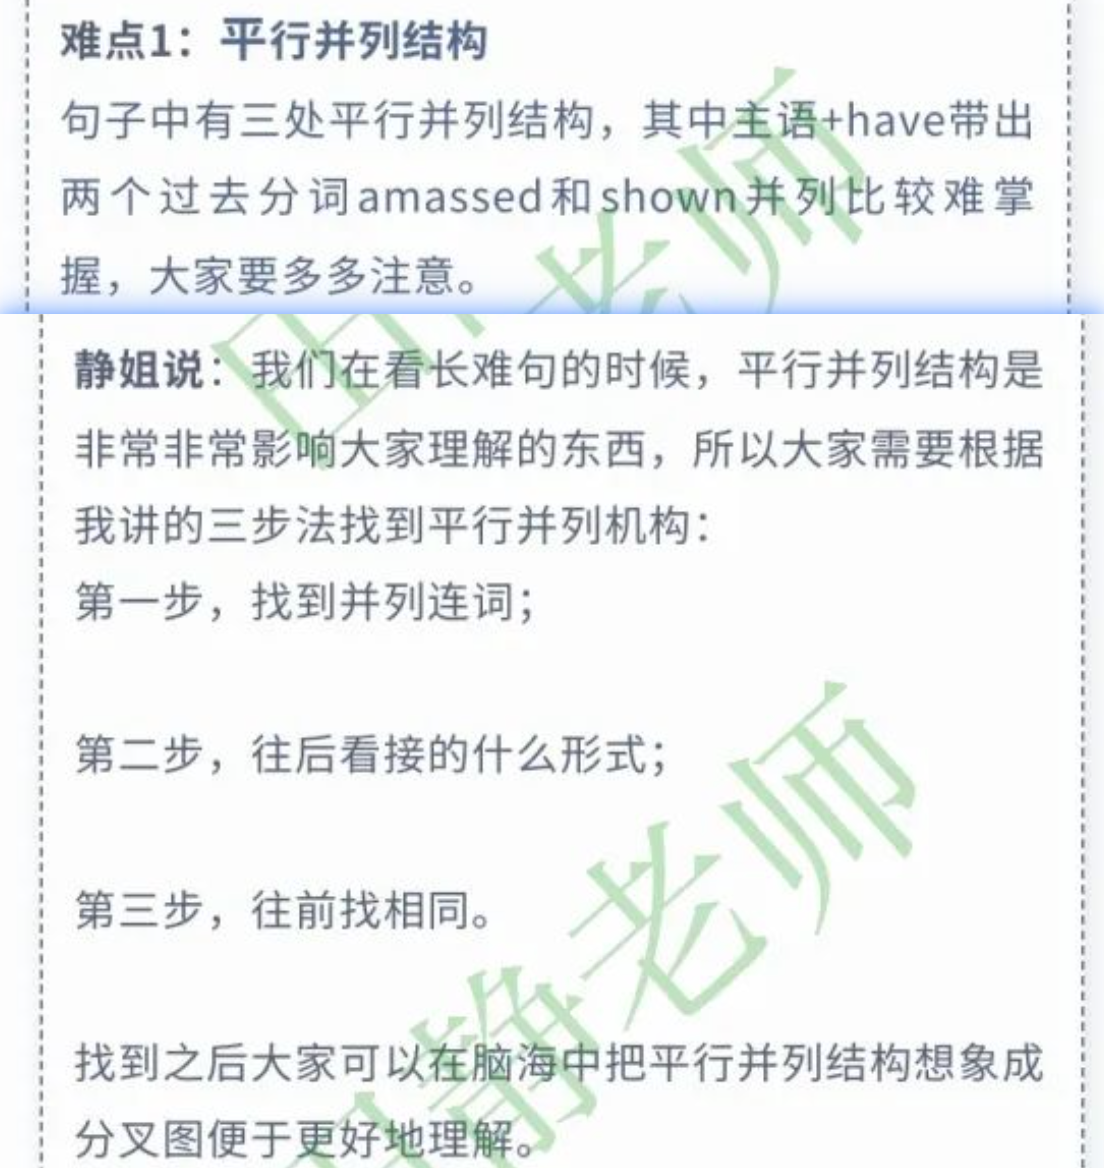 难点1：平行并列结构
句子中有三处平行并列结构，其中主语+have带出
两个过去分词amassed和shown并列比较难掌
握，大家要多多注意。
静姐说：我们在看长难句的时候，平行并列结构是
非常非常影响大家理解的东西，所以大家需要根据
我讲的三步法找到平行并列机构：
第一步，找到并列连词；
第二步，往后看接的什么形式；
第三步，往前找相同。
找到之后大家可以在脑海中把平行并列结构想象成
分叉图便于更好地理解。
老师
静老师